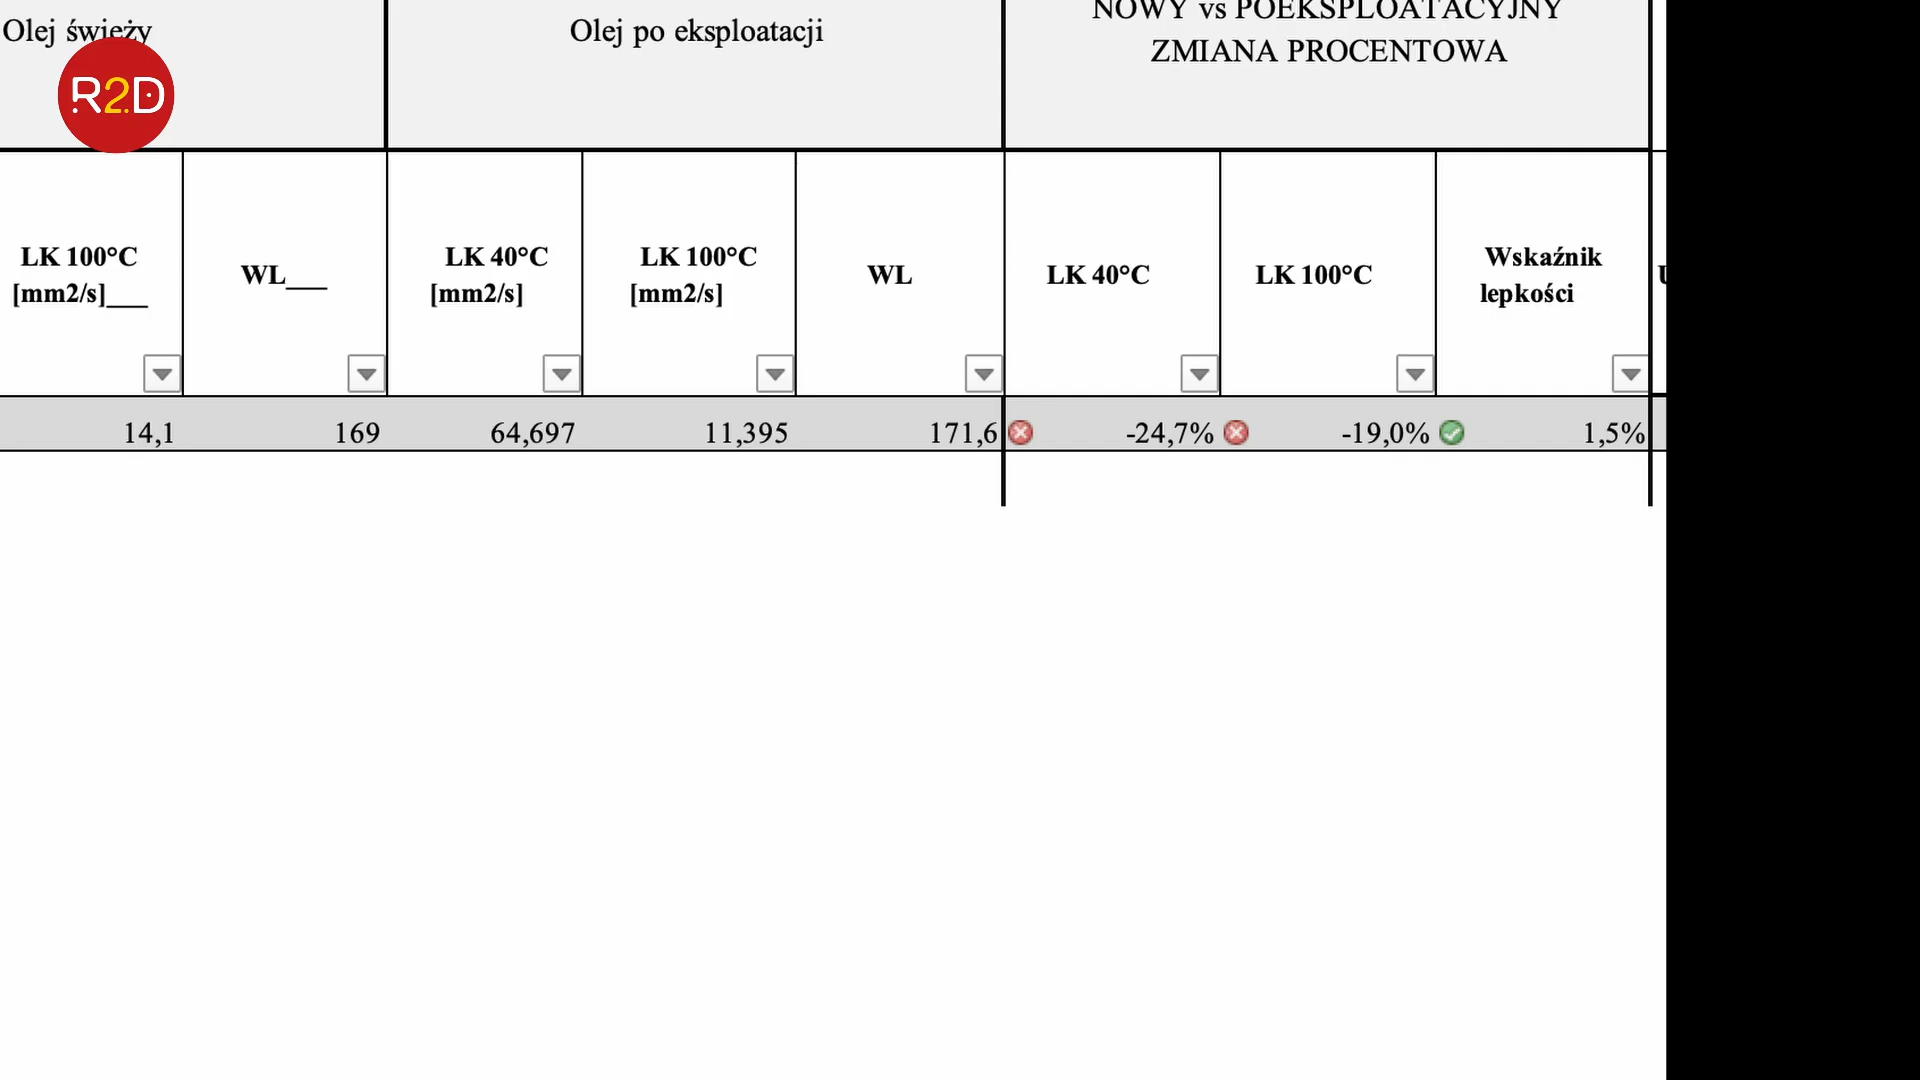 Olej świeży
Olej po eksploatacji
NOWY vs POEKSPLOATACYJNY
ZMIANA PROCENTOWA
R2D
LK 100°C
[mm2/s]___
WL___
LK 40°C
[mm2/s]
LK 100°C
[mm2/s]
WL
LK 40°C
LK 100°C
Wskaźnik
lepkości
14,1 169 64,697 11,395 171,6 -24,7% -19,0% 1,5%